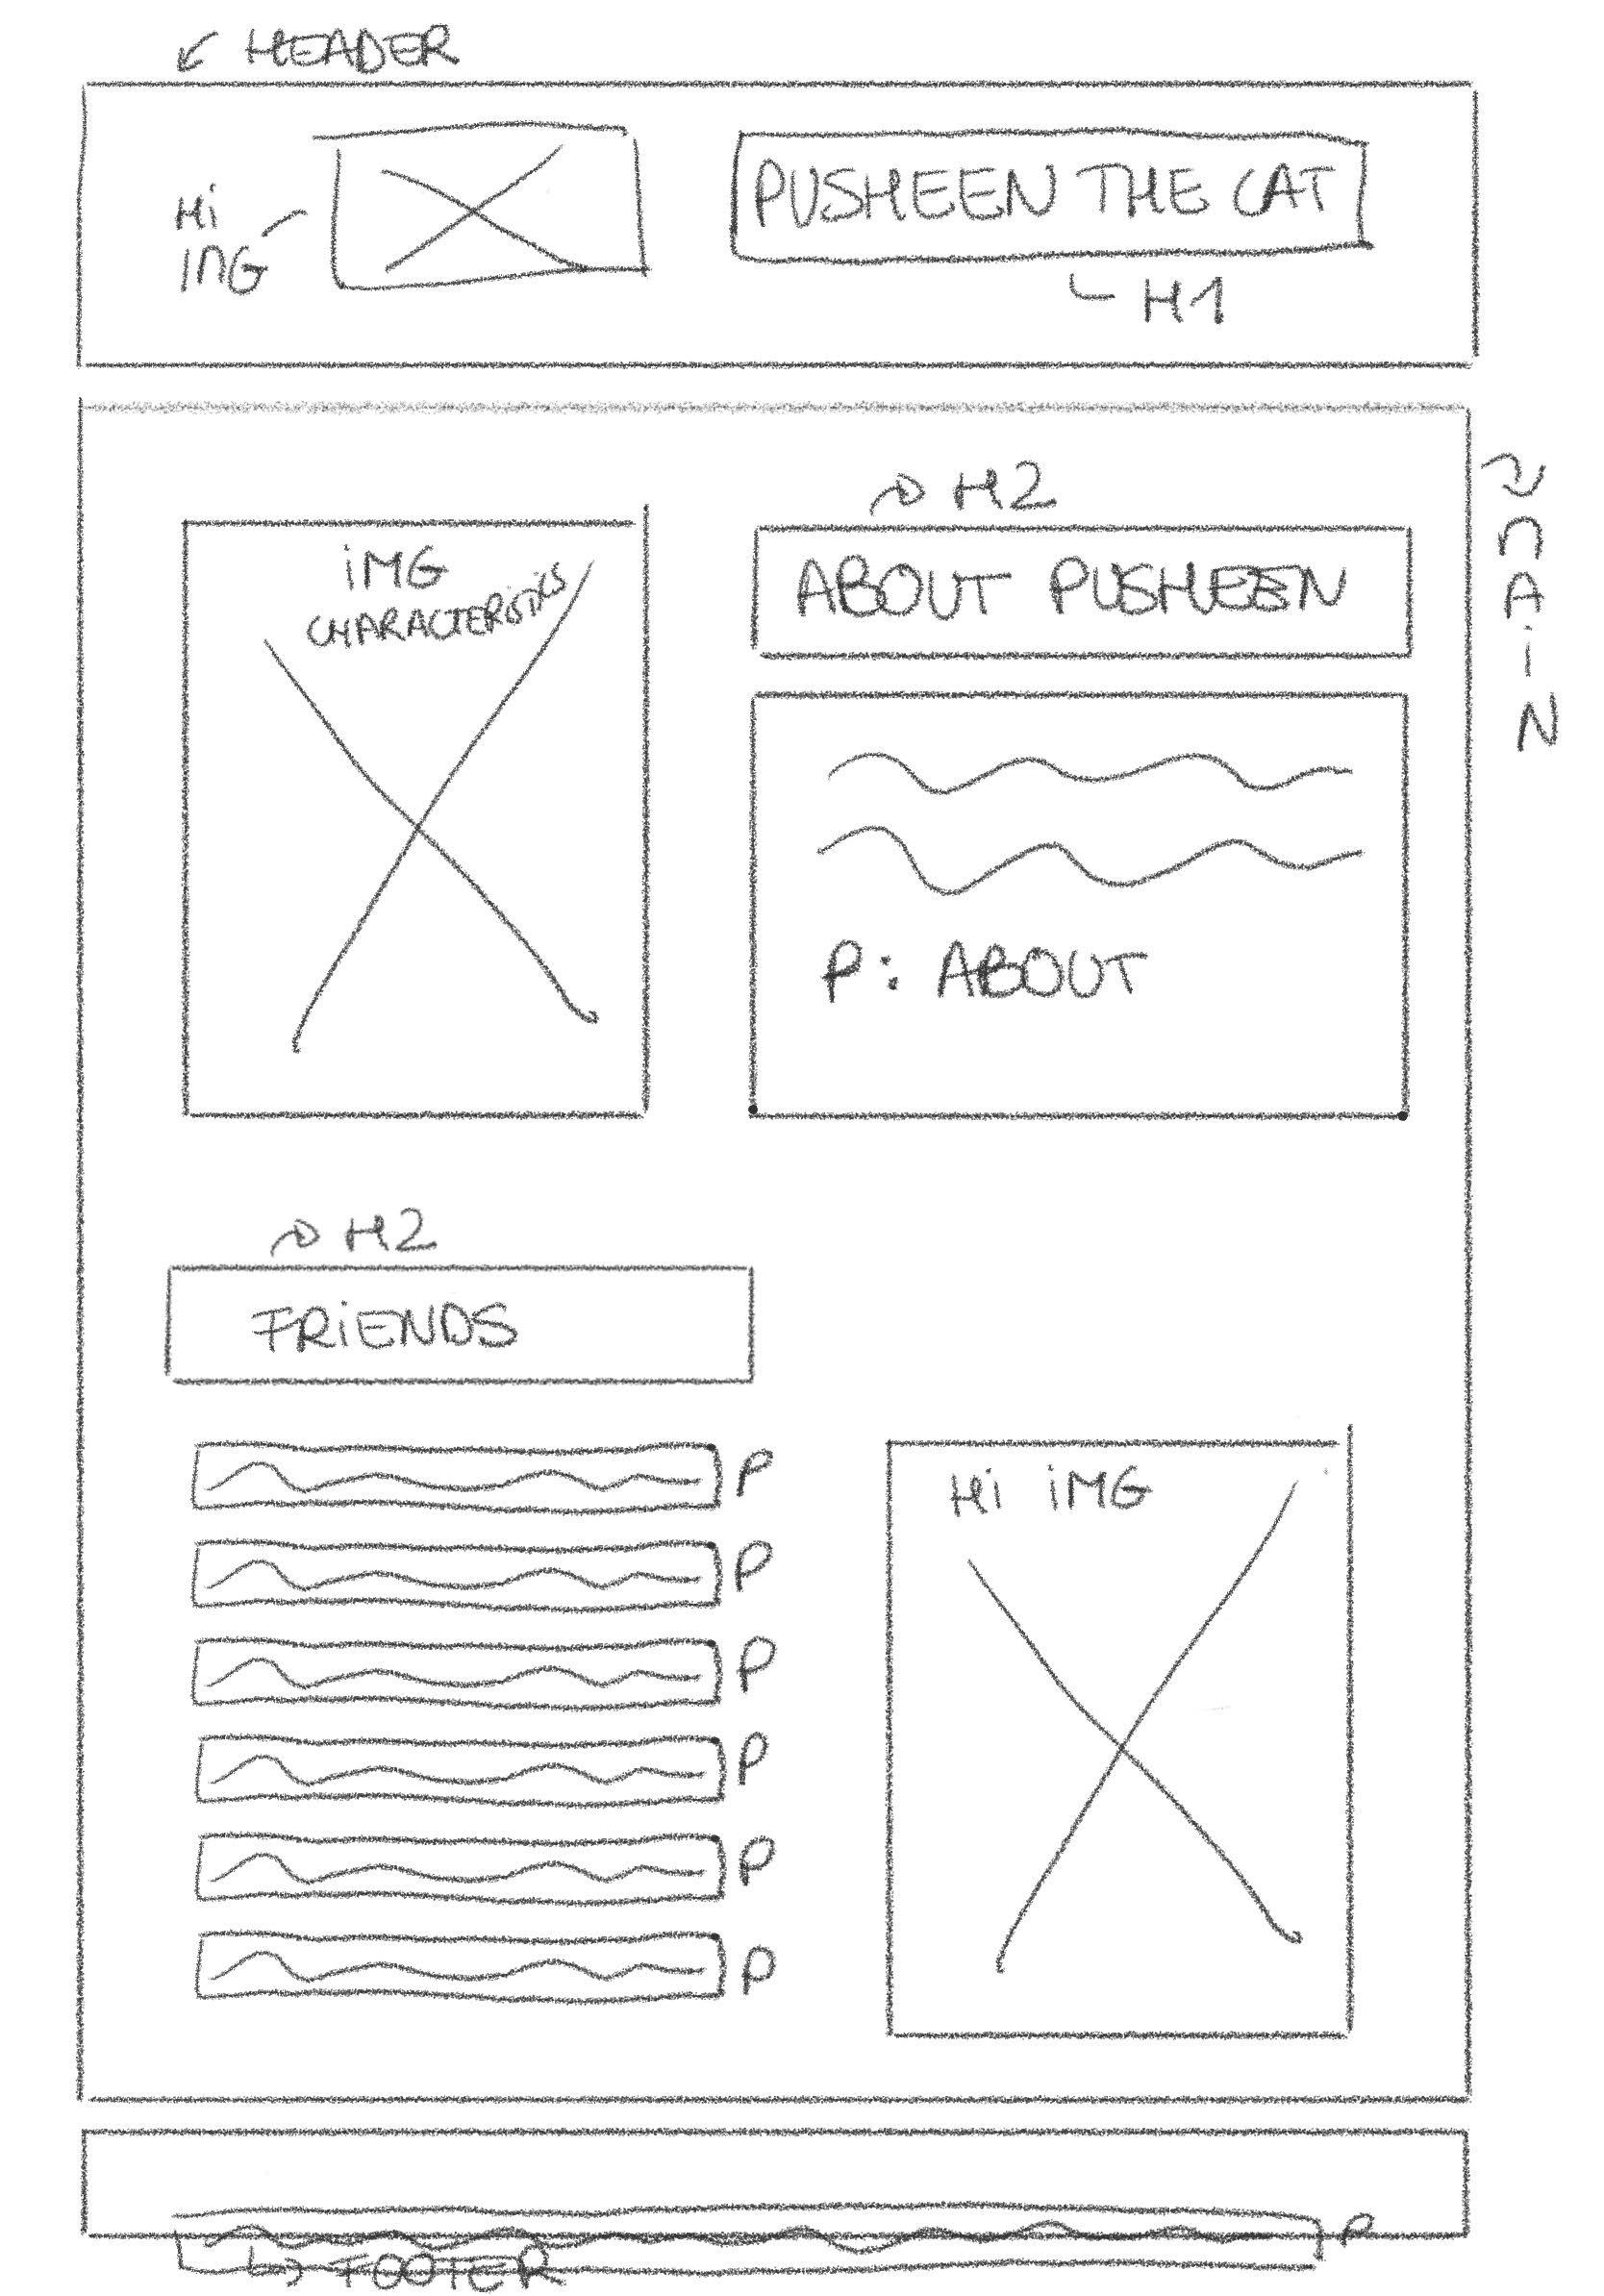 HEADER
Hi
IMG
PUSHEEN THE CAT
H1
MAiN
H2
iMG
CHARACTERiSTiCS
ABOUT PUSHEEN
P: ABOUT
H2
FRiENDS
P
P
P
P
P
P
Hi iMG
P
FOOTER